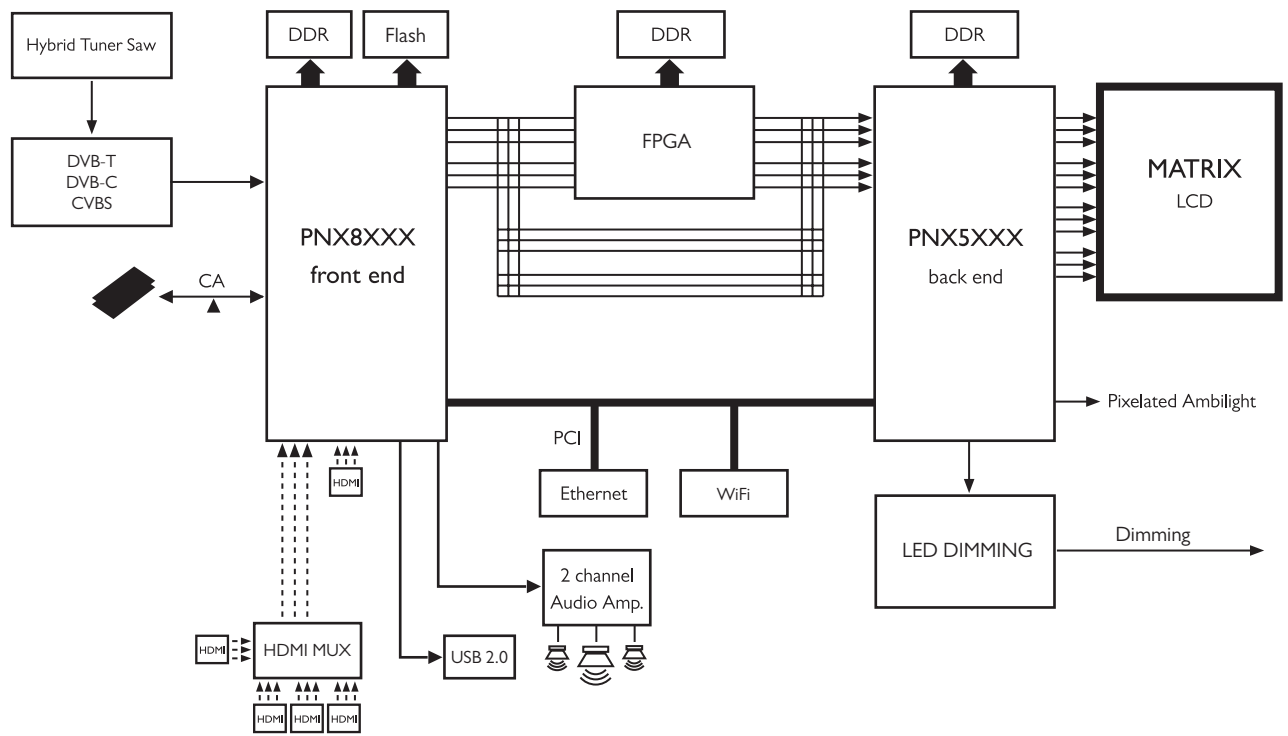 Hybrid Tuner Saw
DDR
Flash
DDR
DDR
DVB-T
DVB-C
CVBS
FPGA
MATRIX
LCD
PNX8XXX
front end
PNX5XXX
back end
CA
Pixelated Ambilight
PCI
HDMI
Ethernet
WiFi
LED DIMMING
Dimming
2 channel
Audio Amp.
HDMI
HDMI MUX
USB 2.0
HDMI
HDMI
HDMI